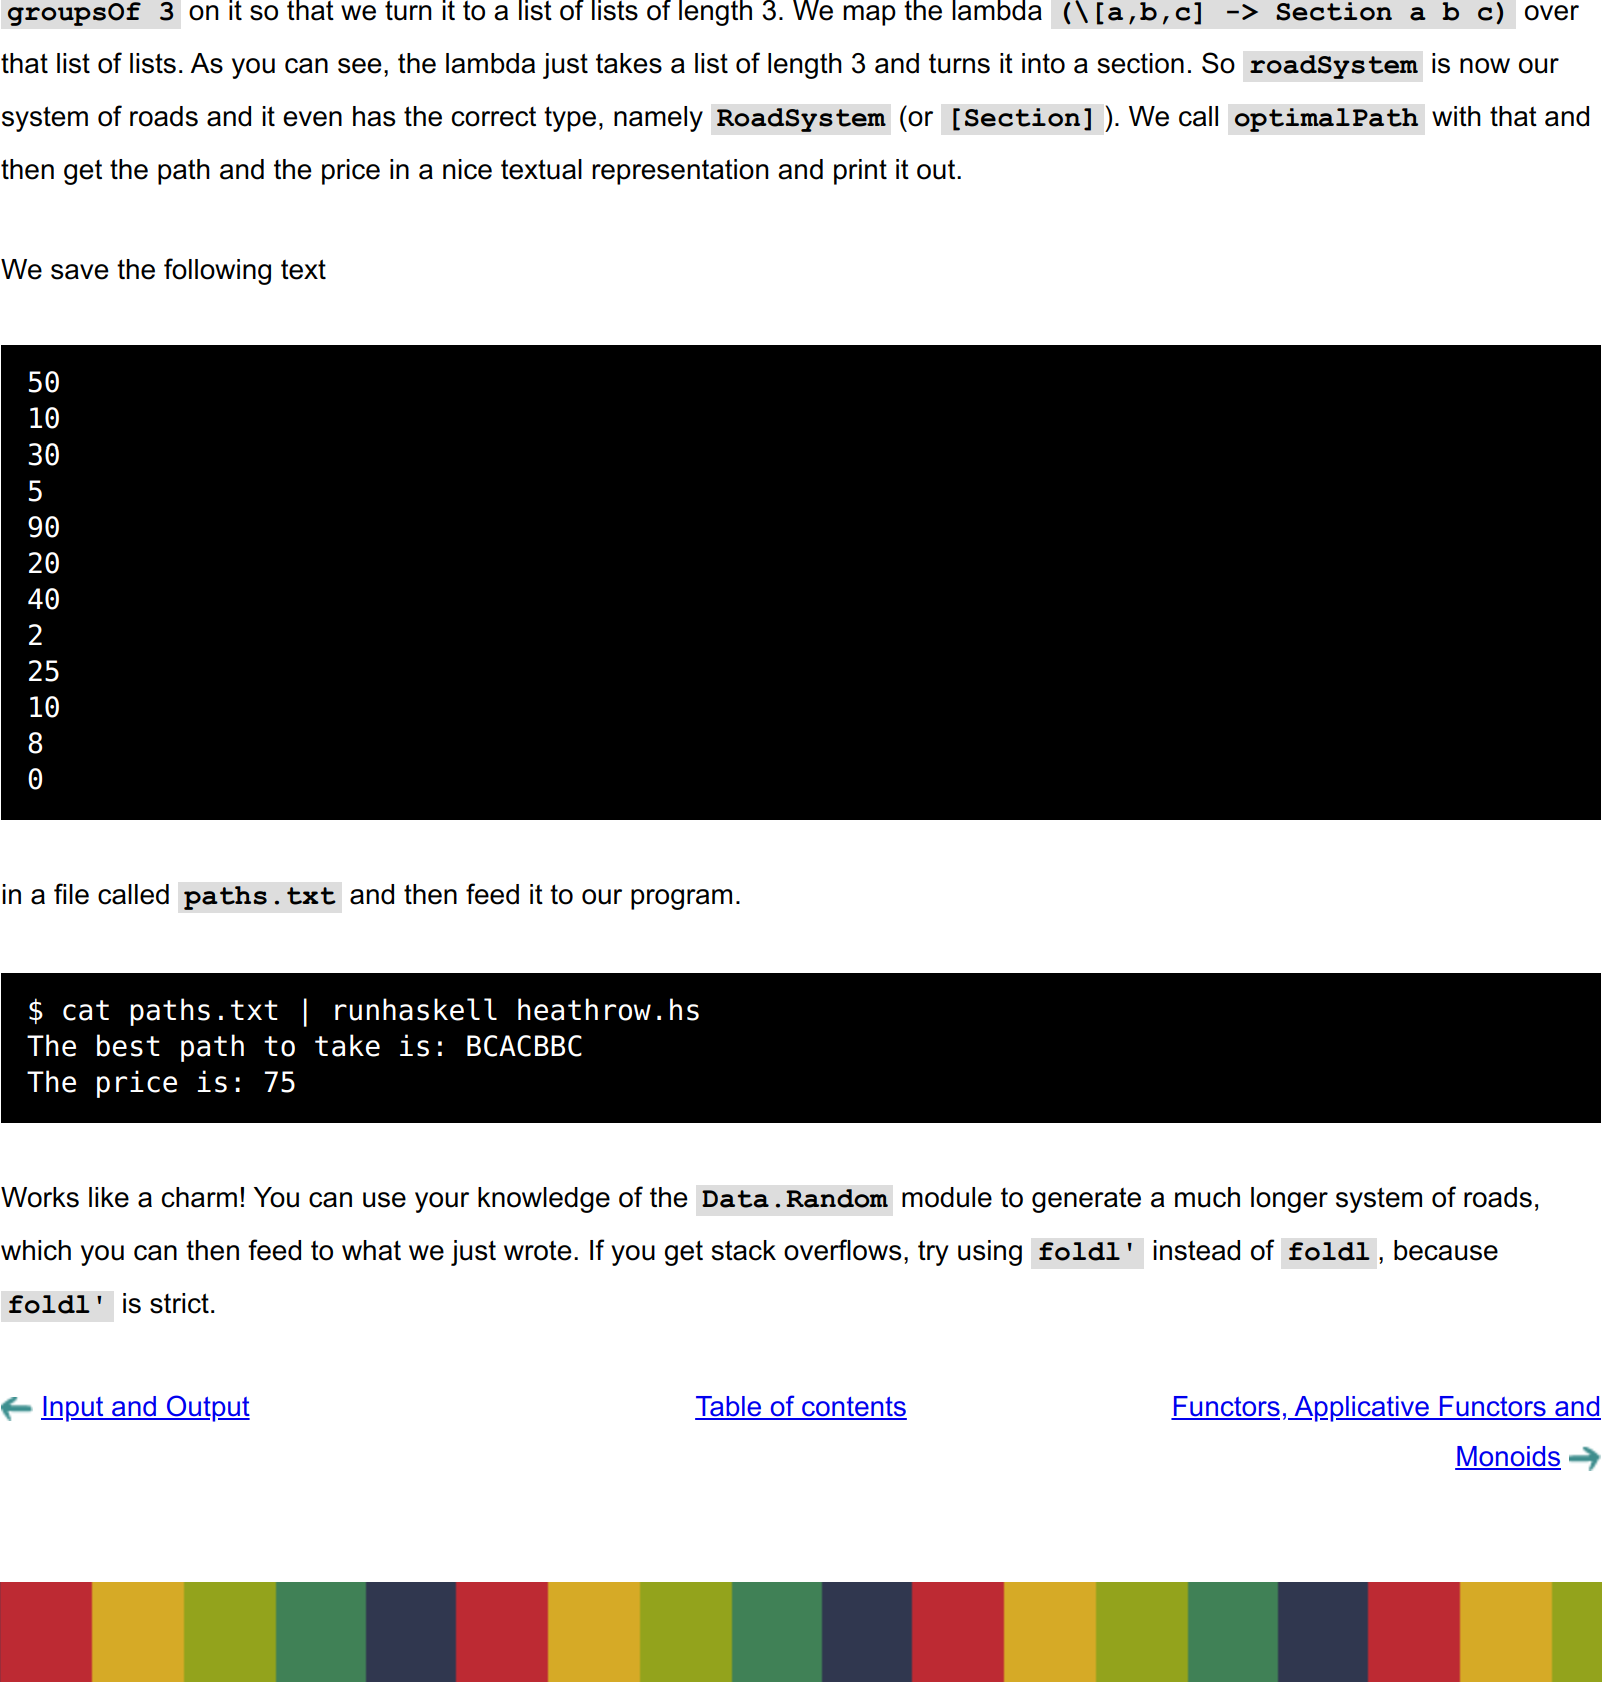 groupsOf 3 on it so that we turn it to a list of lists of length 3. We map the lambda (\[a,b,c] -> Section a b c) over
that list of lists. As you can see, the lambda just takes a list of length 3 and turns it into a section. So roadSystem is now our
system of roads and it even has the correct type, namely RoadSystem (or [Section]). We call optimalPath with that and
then get the path and the price in a nice textual representation and print it out.
We save the following text
50
10
30
5
90
20
40
2
25
10
8
0
in a file called paths.txt and then feed it to our program.
$ cat paths.txt | runhaskell heathrow.hs
The best path to take is: BCACBBC
The price is: 75
Works like a charm! You can use your knowledge of the Data.Random module to generate a much longer system of roads,
which you can then feed to what we just wrote. If you get stack overflows, try using foldl' instead of foldl, because
foldl' is strict.
Input and Output
Table of contents
Functors, Applicative Functors and
Monoids